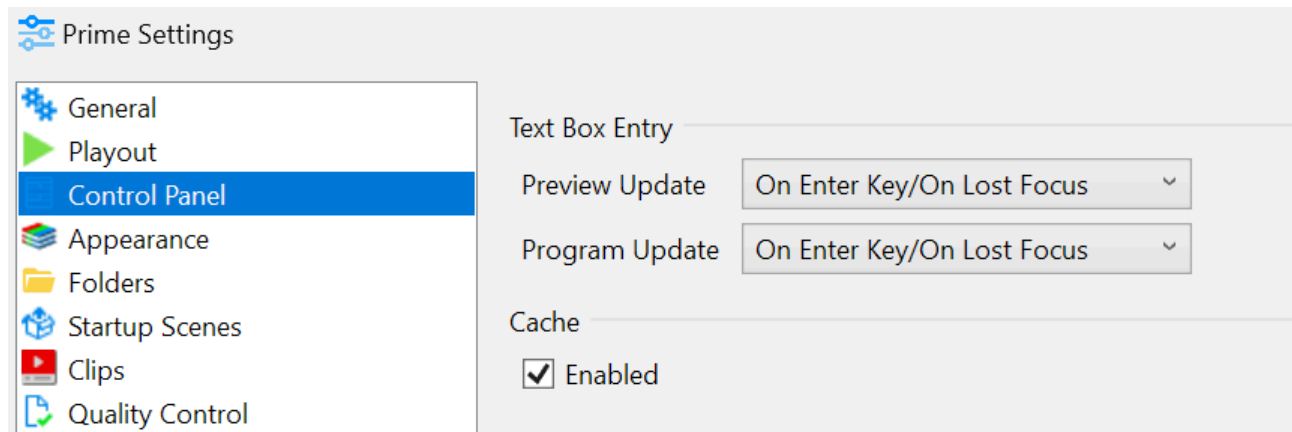 Prime Settings
General
Playout
Control Panel
Appearance
Folders
Startup Scenes
Clips
Quality Control
Text Box Entry
Preview Update On Enter Key/On Lost Focus
Program Update On Enter Key/On Lost Focus
Cache
Enabled